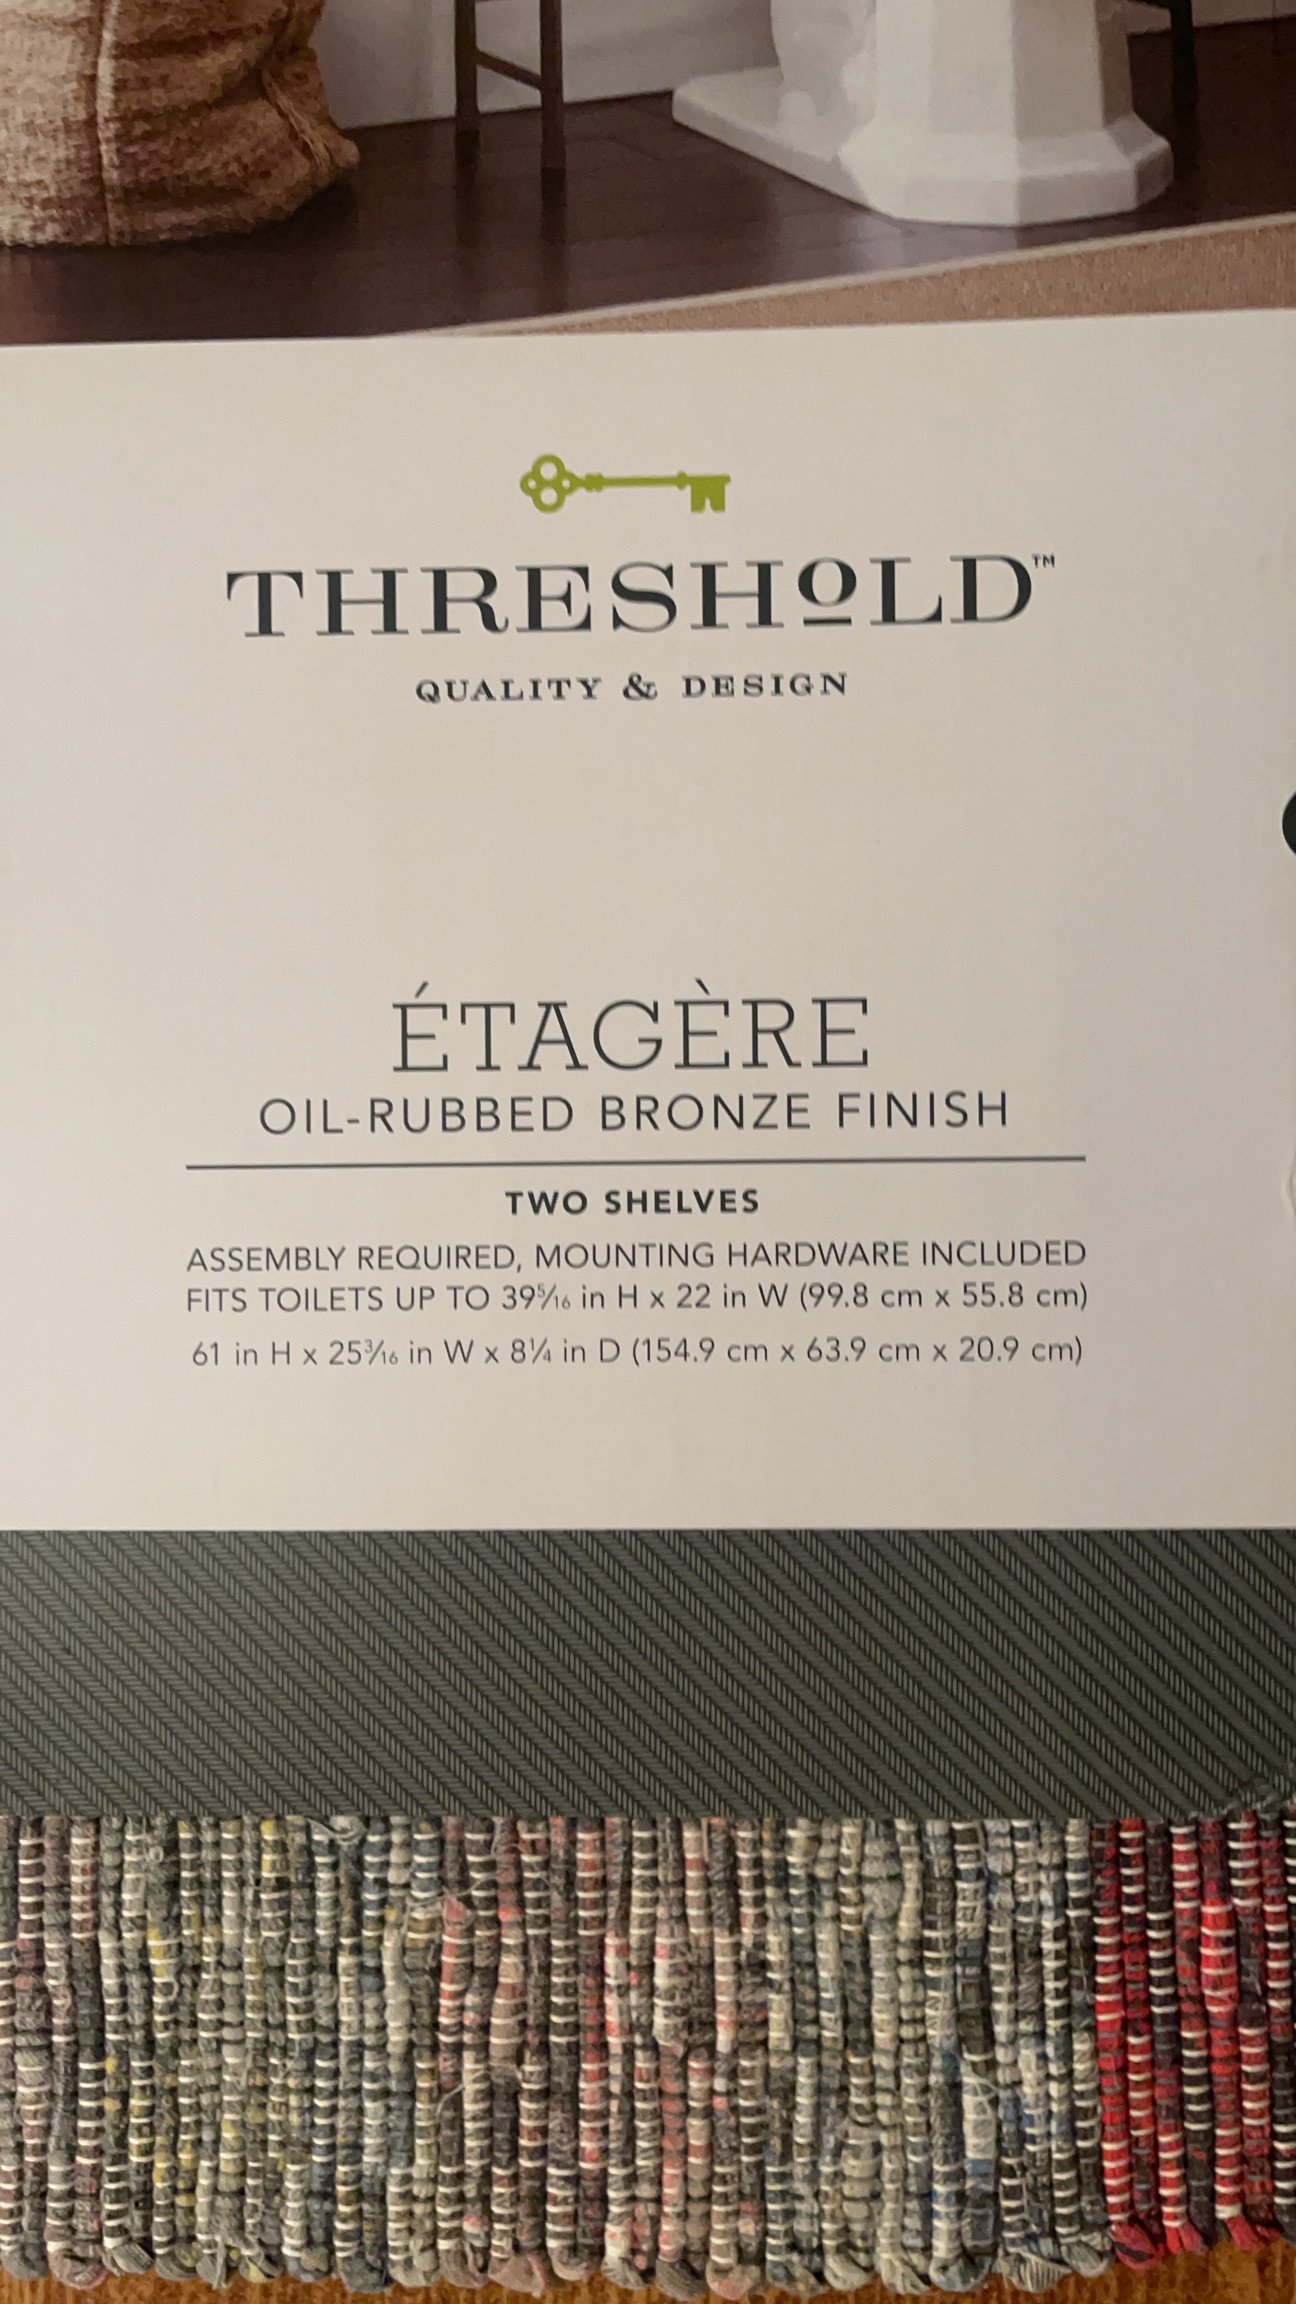 THRESHOLD™
QUALITY & DESIGN
ÉTAGÈRE
OIL-RUBBED BRONZE FINISH
TWO SHELVES
ASSEMBLY REQUIRED, MOUNTING HARDWARE INCLUDED
FITS TOILETS UP TO 39⁵⁄₁₆ in H x 22 in W (99.8 cm x 55.8 cm)
61 in H x 25³⁄₁₆ in W x 8¼ in D (154.9 cm x 63.9 cm x 20.9 cm)